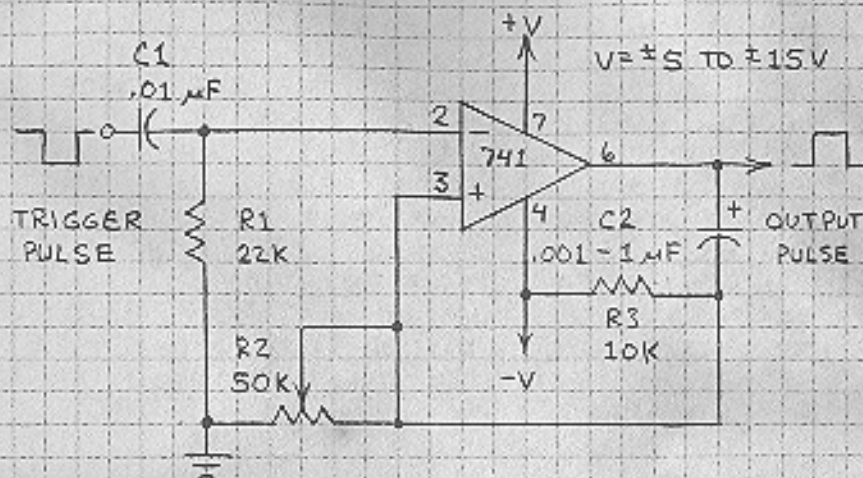 +V
V = ±5 TO ±15V
C1
.01 µF
2
-
7
741
6
3
+
4
TRIGGER
PULSE
R1
22K
C2
.001 - 1 µF
+
OUTPUT
PULSE
R3
10K
R2
50K
-V